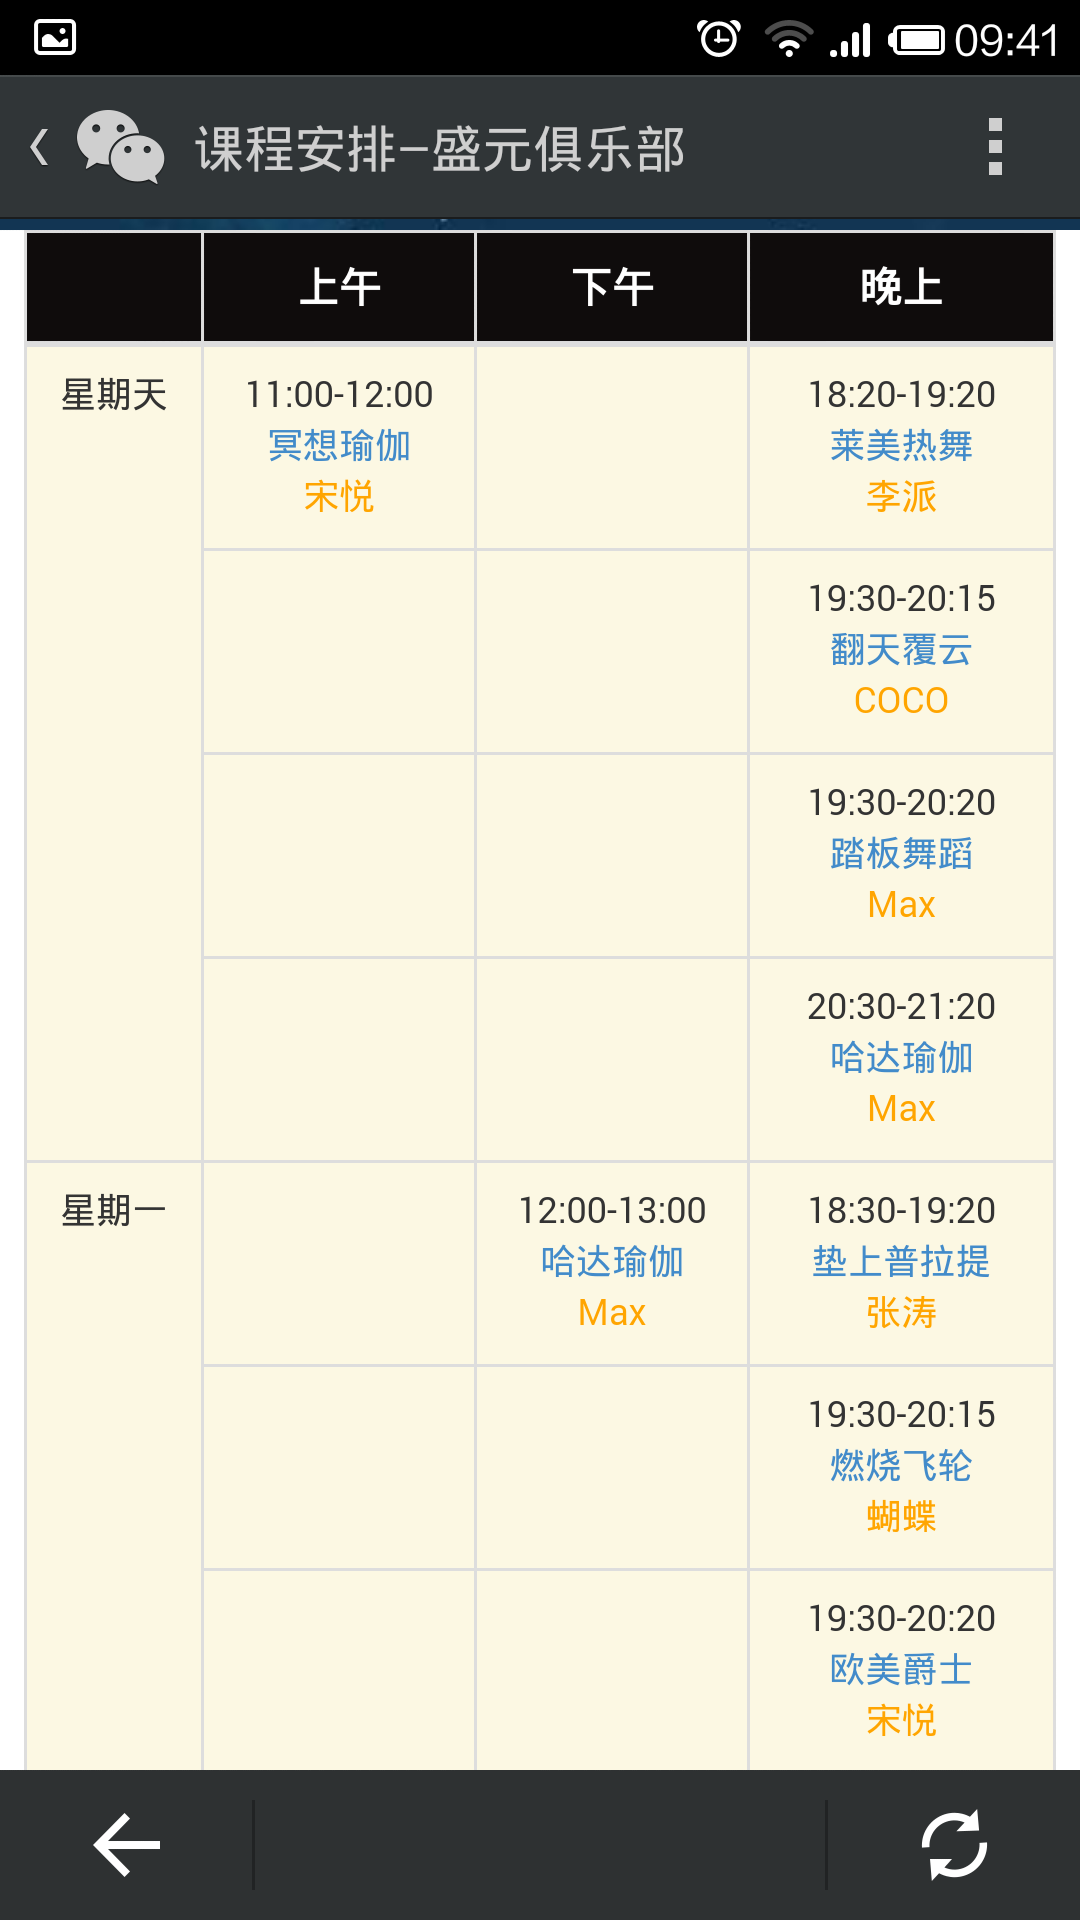 09:41
课程安排-盛元俱乐部
上午 下午 晚上
星期天 11:00-12:00 18:20-19:20
冥想瑜伽 莱美热舞
宋悦 李派
19:30-20:15
翻天覆云
COCO
19:30-20:20
踏板舞蹈
Max
20:30-21:20
哈达瑜伽
Max
星期一 12:00-13:00 18:30-19:20
哈达瑜伽 垫上普拉提
Max 张涛
19:30-20:15
燃烧飞轮
蝴蝶
19:30-20:20
欧美爵士
宋悦